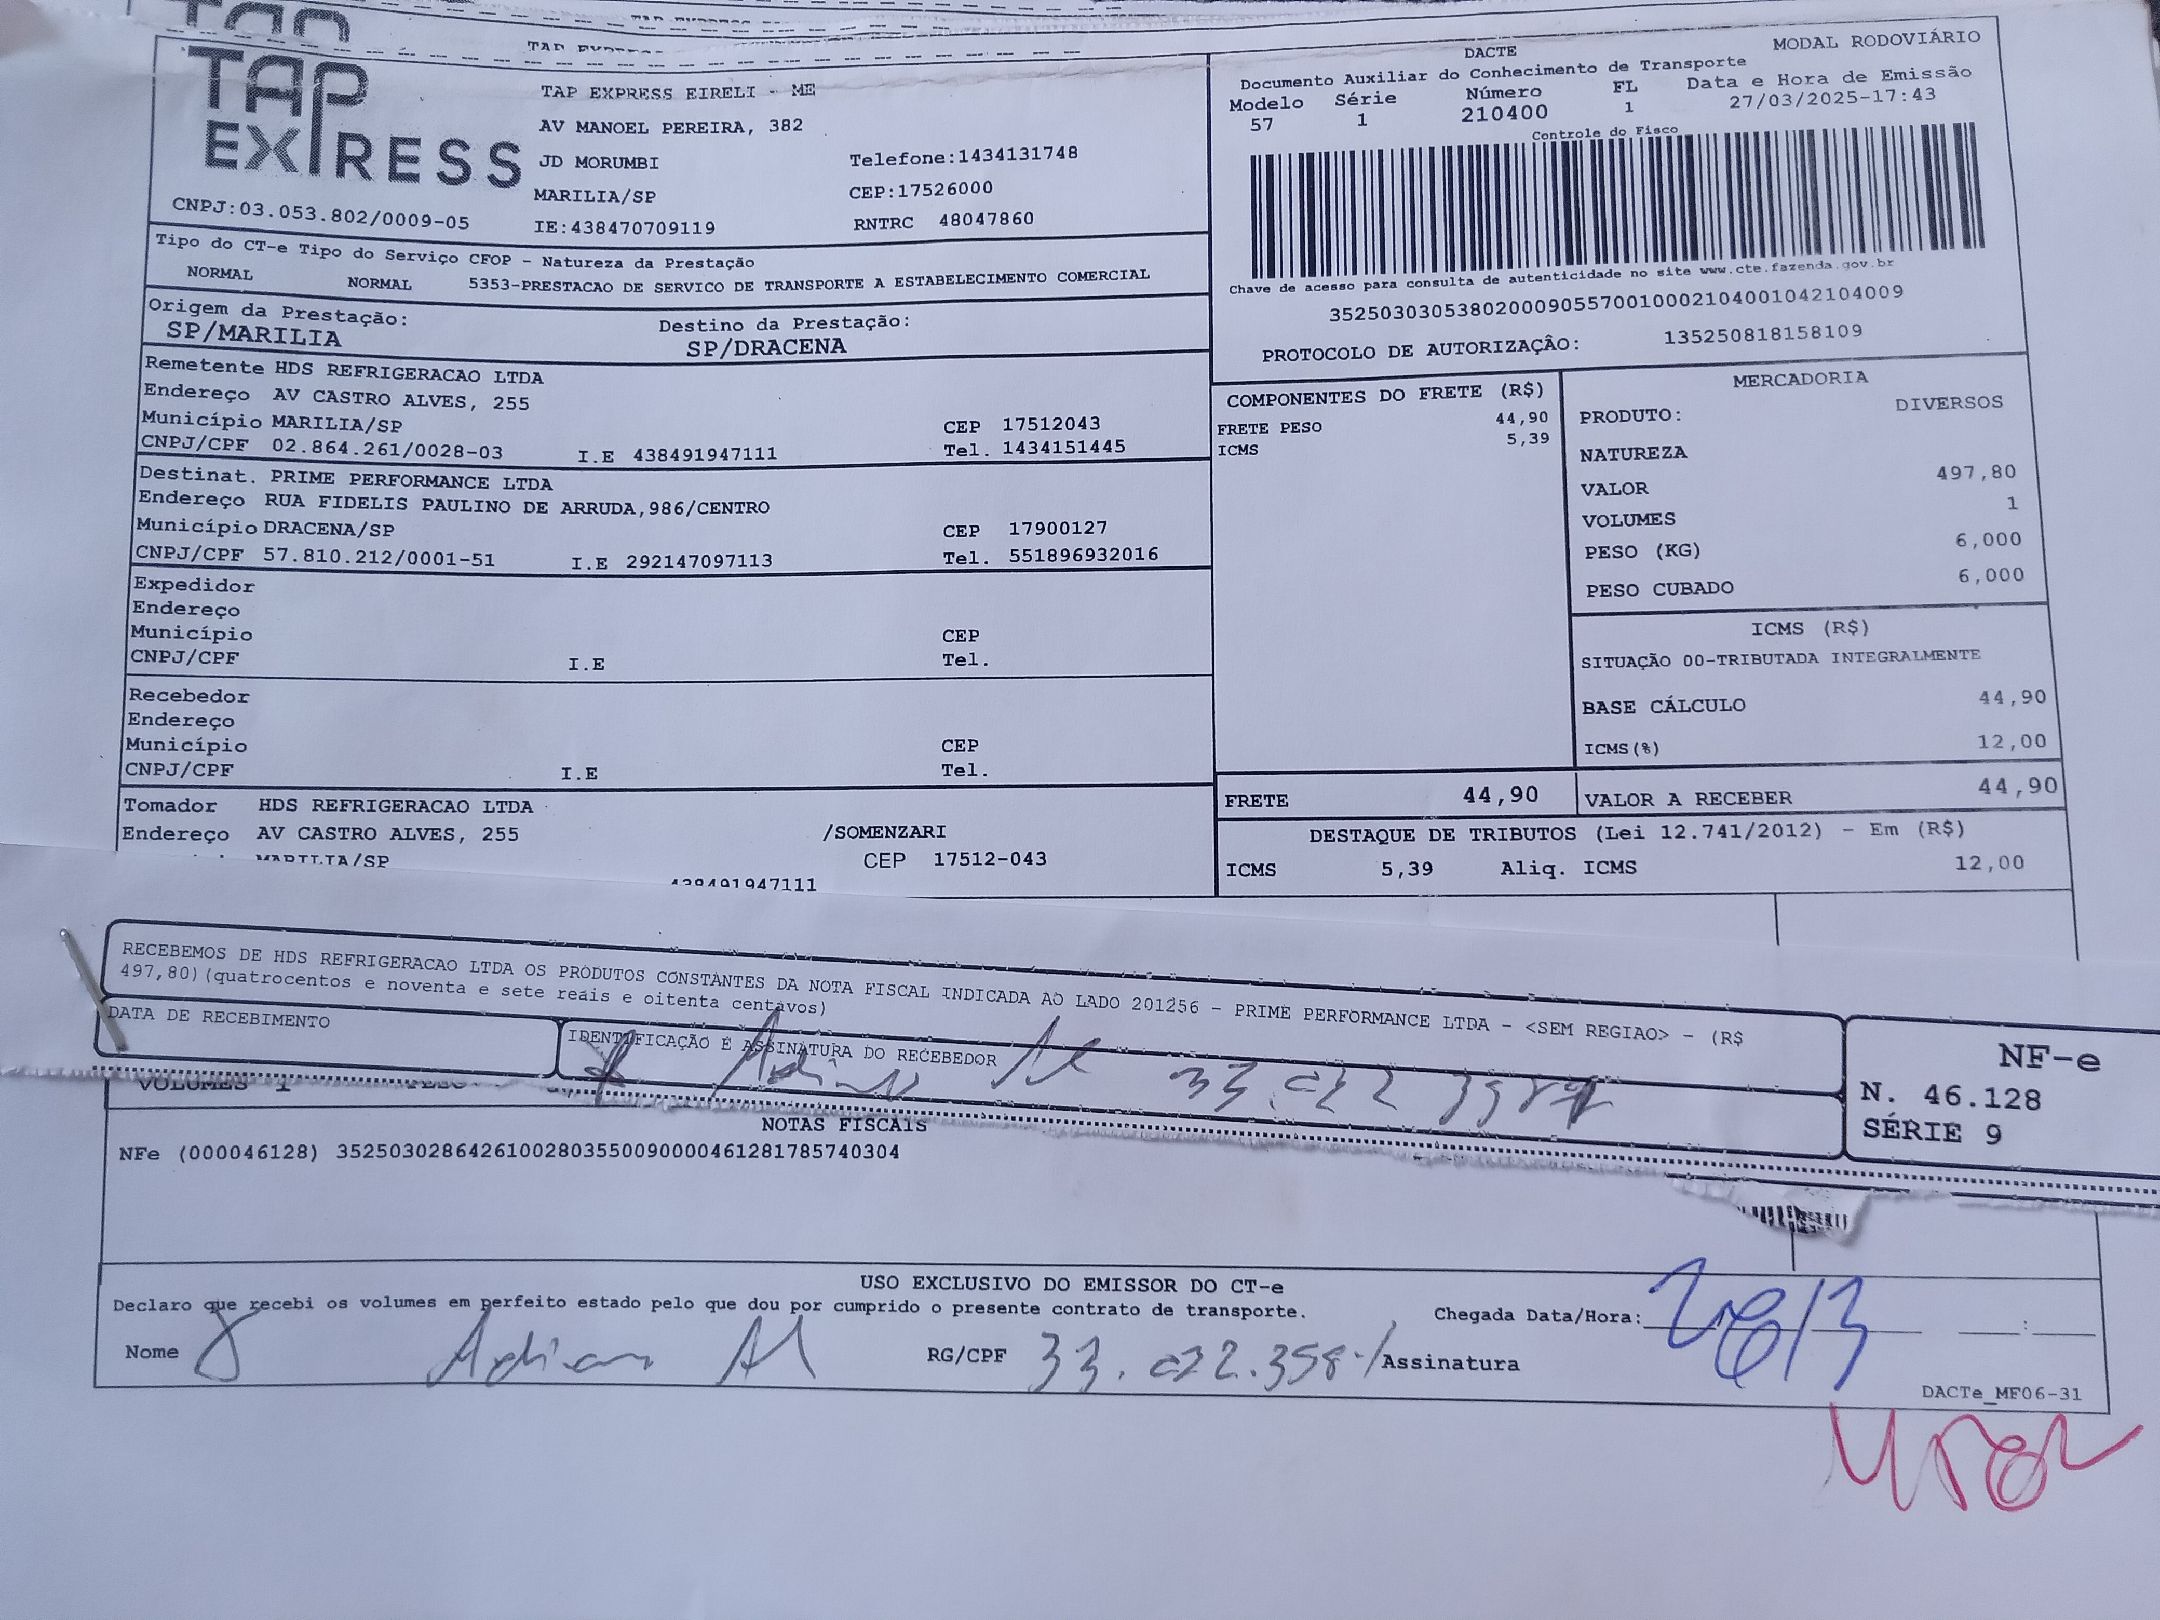 TAP EXPRESS
TAP EXPRESS EIRELI - ME
AV MANOEL PEREIRA, 382
JD MORUMBI
Telefone:1434131748
MARILIA/SP
CEP:17526000
CNPJ:03.053.802/0009-05
IE:438470709119
RNTRC 48047860
DACTE
MODAL RODOVIÁRIO
Documento Auxiliar do Conhecimento de Transporte
Modelo Série Número FL Data e Hora de Emissão
57 1 210400 1 27/03/2025-17:43
Controle do Fisco
Chave de acesso para consulta de autenticidade no site www.cte.fazenda.gov.br
35250303053802000905570010002104001042104009
PROTOCOLO DE AUTORIZAÇÃO: 135250818158109
Tipo do CT-e Tipo do Serviço CFOP - Natureza da Prestação
NORMAL NORMAL 5353-PRESTACAO DE SERVICO DE TRANSPORTE A ESTABELECIMENTO COMERCIAL
Origem da Prestação: Destino da Prestação:
SP/MARILIA SP/DRACENA
Remetente HDS REFRIGERACAO LTDA
Endereço AV CASTRO ALVES, 255
Município MARILIA/SP CEP 17512043
CNPJ/CPF 02.864.261/0028-03 I.E 438491947111 Tel. 1434151445
Destinat. PRIME PERFORMANCE LTDA
Endereço RUA FIDELIS PAULINO DE ARRUDA,986/CENTRO
Município DRACENA/SP CEP 17900127
CNPJ/CPF 57.810.212/0001-51 I.E 292147097113 Tel. 551896932016
Expedidor
Endereço
Município CEP
CNPJ/CPF I.E Tel.
Recebedor
Endereço
Município CEP
CNPJ/CPF I.E Tel.
Tomador HDS REFRIGERACAO LTDA
Endereço AV CASTRO ALVES, 255 /SOMENZARI
MARILIA/SP CEP 17512-043
438491947111
COMPONENTES DO FRETE (R$)
FRETE PESO 44,90
ICMS 5,39
MERCADORIA
PRODUTO: DIVERSOS
NATUREZA
VALOR 497,80
VOLUMES 1
PESO (KG) 6,000
PESO CUBADO 6,000
ICMS (R$)
SITUAÇÃO 00-TRIBUTADA INTEGRALMENTE
BASE CÁLCULO 44,90
ICMS(%) 12,00
FRETE 44,90 VALOR A RECEBER 44,90
DESTAQUE DE TRIBUTOS (Lei 12.741/2012) - Em (R$)
ICMS 5,39 Aliq. ICMS 12,00
RECEBEMOS DE HDS REFRIGERACAO LTDA OS PRODUTOS CONSTANTES DA NOTA FISCAL INDICADA AO LADO 201256 - PRIME PERFORMANCE LTDA - <SEM REGIAO> - (R$
497,80)(quatrocentos e noventa e sete reais e oitenta centavos)
DATA DE RECEBIMENTO
IDENTIFICAÇÃO E ASSINATURA DO RECEBEDOR
NF-e
N. 46.128
SÉRIE 9
VOLUMES 1
NOTAS FISCAIS
NFe (000046128) 35250302864261002803550090000461281785740304
USO EXCLUSIVO DO EMISSOR DO CT-e
Declaro que recebi os volumes em perfeito estado pelo que dou por cumprido o presente contrato de transporte.
Chegada Data/Hora: 28/3
Nome RG/CPF Assinatura
DACTe_MF06-31